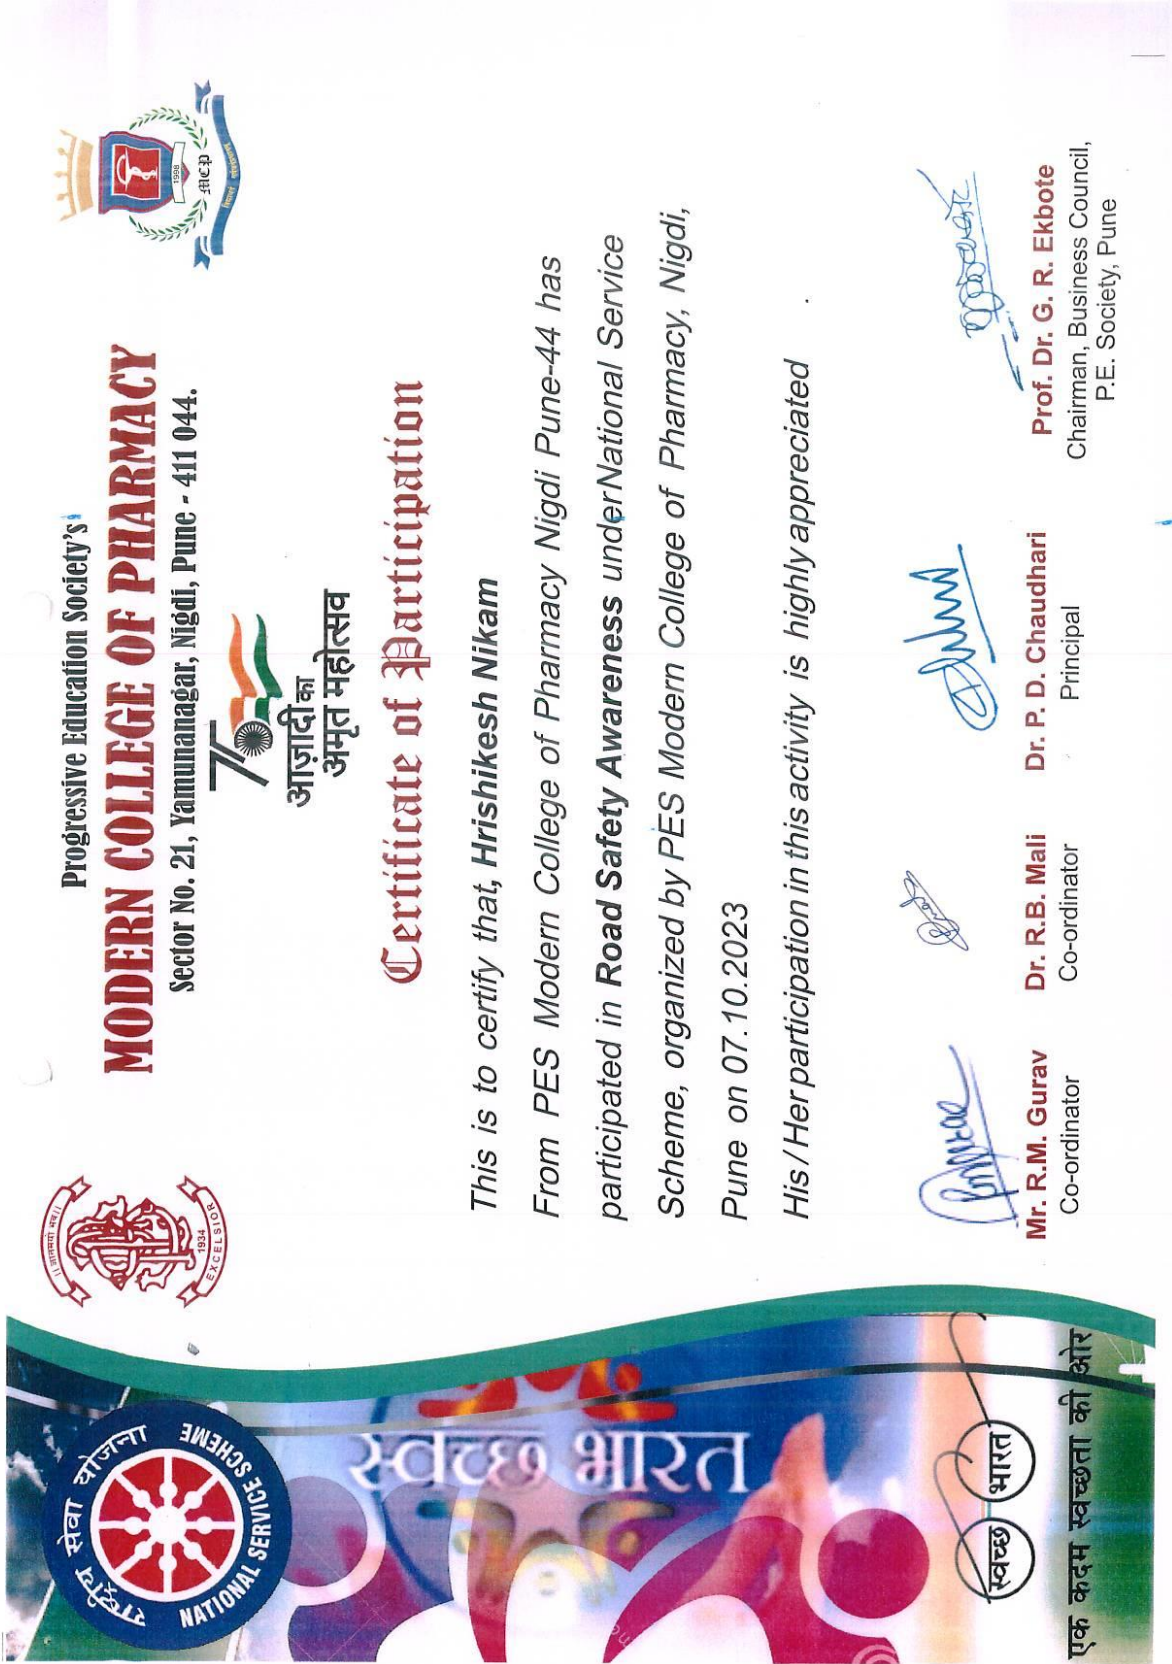 Progressive Education Society's
MODERN COLLEGE OF PHARMACY
Sector No. 21, Yamunanagar, Nigdi, Pune - 411 044.
।। ज्ञानमयो भवः।।
1934
EXCELSIOR
1998
MCP
75
आज़ादी का
अमृत महोत्सव
Certificate of Participation
This is to certify that, Hrishikesh Nikam
From PES Modern College of Pharmacy Nigdi Pune-44 has
participated in Road Safety Awareness under National Service
Scheme, organized by PES Modern College of Pharmacy, Nigdi,
Pune on 07.10.2023
His / Her participation in this activity is highly appreciated .
Mr. R.M. Gurav
Co-ordinator
Dr. R.B. Mali
Co-ordinator
Dr. P. D. Chaudhari
Principal
Prof. Dr. G. R. Ekbote
Chairman, Business Council,
P.E. Society, Pune
राष्ट्रीय सेवा योजना
NATIONAL SERVICE SCHEME
स्वच्छ भारत
स्वच्छ भारत
एक कदम स्वच्छता की ओर